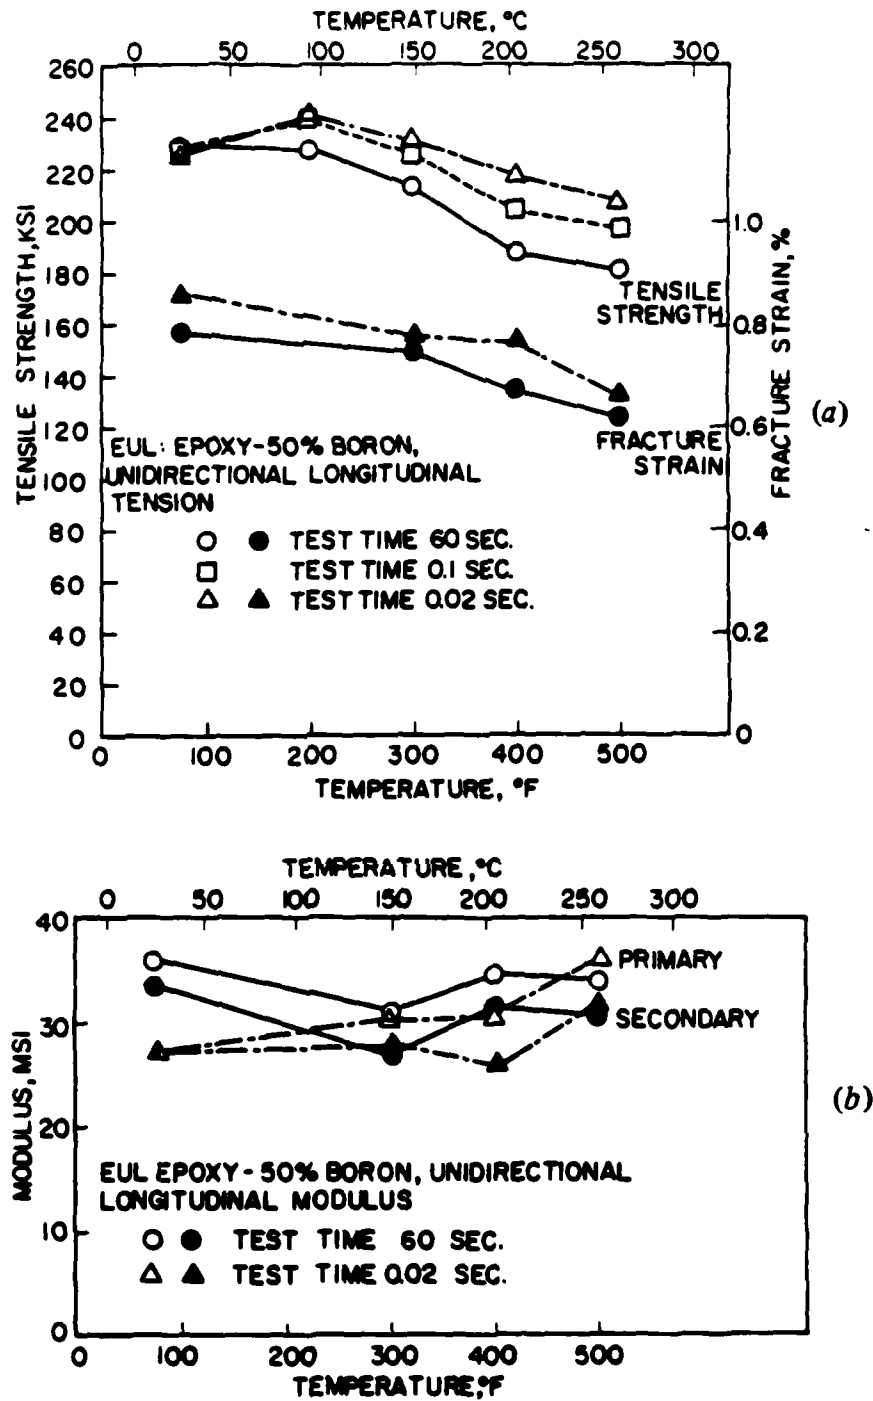 TEMPERATURE, °C
0 50 100 150 200 250 300
260
240
220
200
180
160
140
120
100
80
60
40
20
0
TENSILE STRENGTH, KSI
1.0
0.8
0.6
0.4
0.2
0
FRACTURE STRAIN, %
TENSILE
STRENGTH
FRACTURE
STRAIN
(a)
EUL: EPOXY-50% BORON,
UNIDIRECTIONAL LONGITUDINAL
TENSION
TEST TIME 60 SEC.
TEST TIME 0.1 SEC.
TEST TIME 0.02 SEC.
0 100 200 300 400 500
TEMPERATURE, °F
TEMPERATURE, °C
0 50 100 150 200 250 300
40
30
20
10
0
MODULUS, MSI
PRIMARY
SECONDARY
(b)
EUL EPOXY-50% BORON, UNIDIRECTIONAL
LONGITUDINAL MODULUS
TEST TIME 60 SEC.
TEST TIME 0.02 SEC.
0 100 200 300 400 500
TEMPERATURE, °F